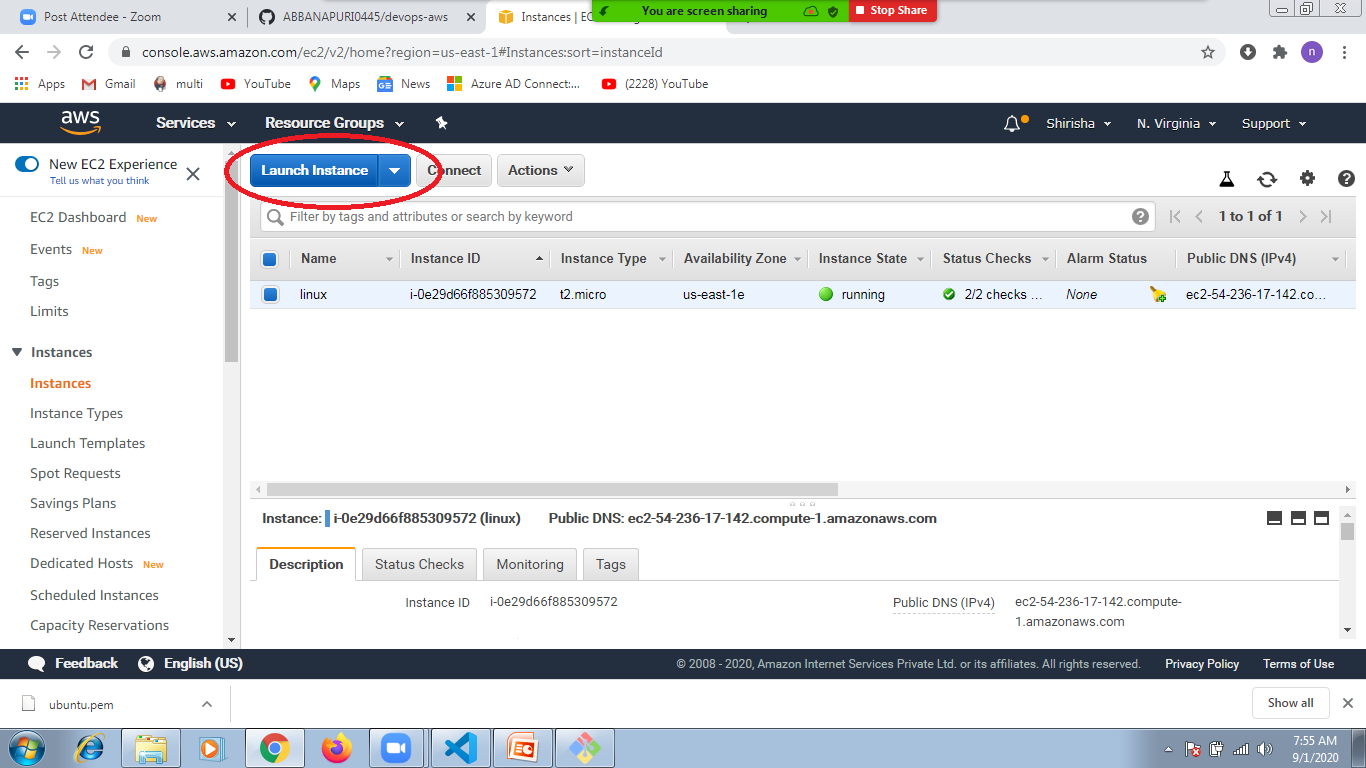 Post Attendee - Zoom
ABBANAPURI0445/devops-aws
Instances | EC
You are screen sharing
Stop Share
console.aws.amazon.com/ec2/v2/home?region=us-east-1#Instances:sort=instanceId
n
Apps
Gmail
multi
YouTube
Maps
News
Azure AD Connect:...
(2228) YouTube
aws
Services
Resource Groups
Shirisha
N. Virginia
Support
New EC2 Experience
Tell us what you think
Launch Instance
Connect
Actions
EC2 Dashboard New
Events New
Tags
Limits
Instances
Instances
Instance Types
Launch Templates
Spot Requests
Savings Plans
Reserved Instances
Dedicated Hosts New
Scheduled Instances
Capacity Reservations
Filter by tags and attributes or search by keyword
1 to 1 of 1
Name Instance ID Instance Type Availability Zone Instance State Status Checks Alarm Status Public DNS (IPv4)
linux i-0e29d66f885309572 t2.micro us-east-1e running 2/2 checks ... None ec2-54-236-17-142.co...
Instance: i-0e29d66f885309572 (linux) Public DNS: ec2-54-236-17-142.compute-1.amazonaws.com
Description Status Checks Monitoring Tags
Instance ID i-0e29d66f885309572
Public DNS (IPv4) ec2-54-236-17-142.compute-
1.amazonaws.com
Feedback
English (US)
© 2008 - 2020, Amazon Internet Services Private Ltd. or its affiliates. All rights reserved.
Privacy Policy
Terms of Use
ubuntu.pem
Show all
7:55 AM
9/1/2020